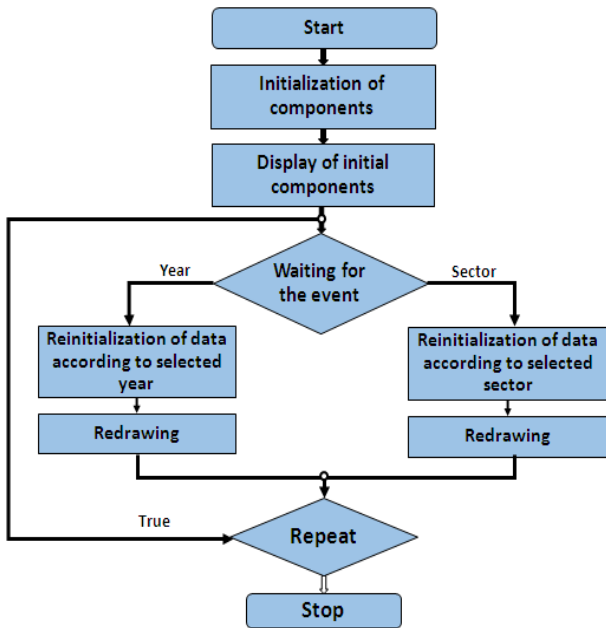 Start
Initialization of
components
Display of initial
components
Waiting for
the event
Year
Sector
Reinitialization of data
according to selected
year
Reinitialization of data
according to selected
sector
Redrawing
Redrawing
True
Repeat
Stop